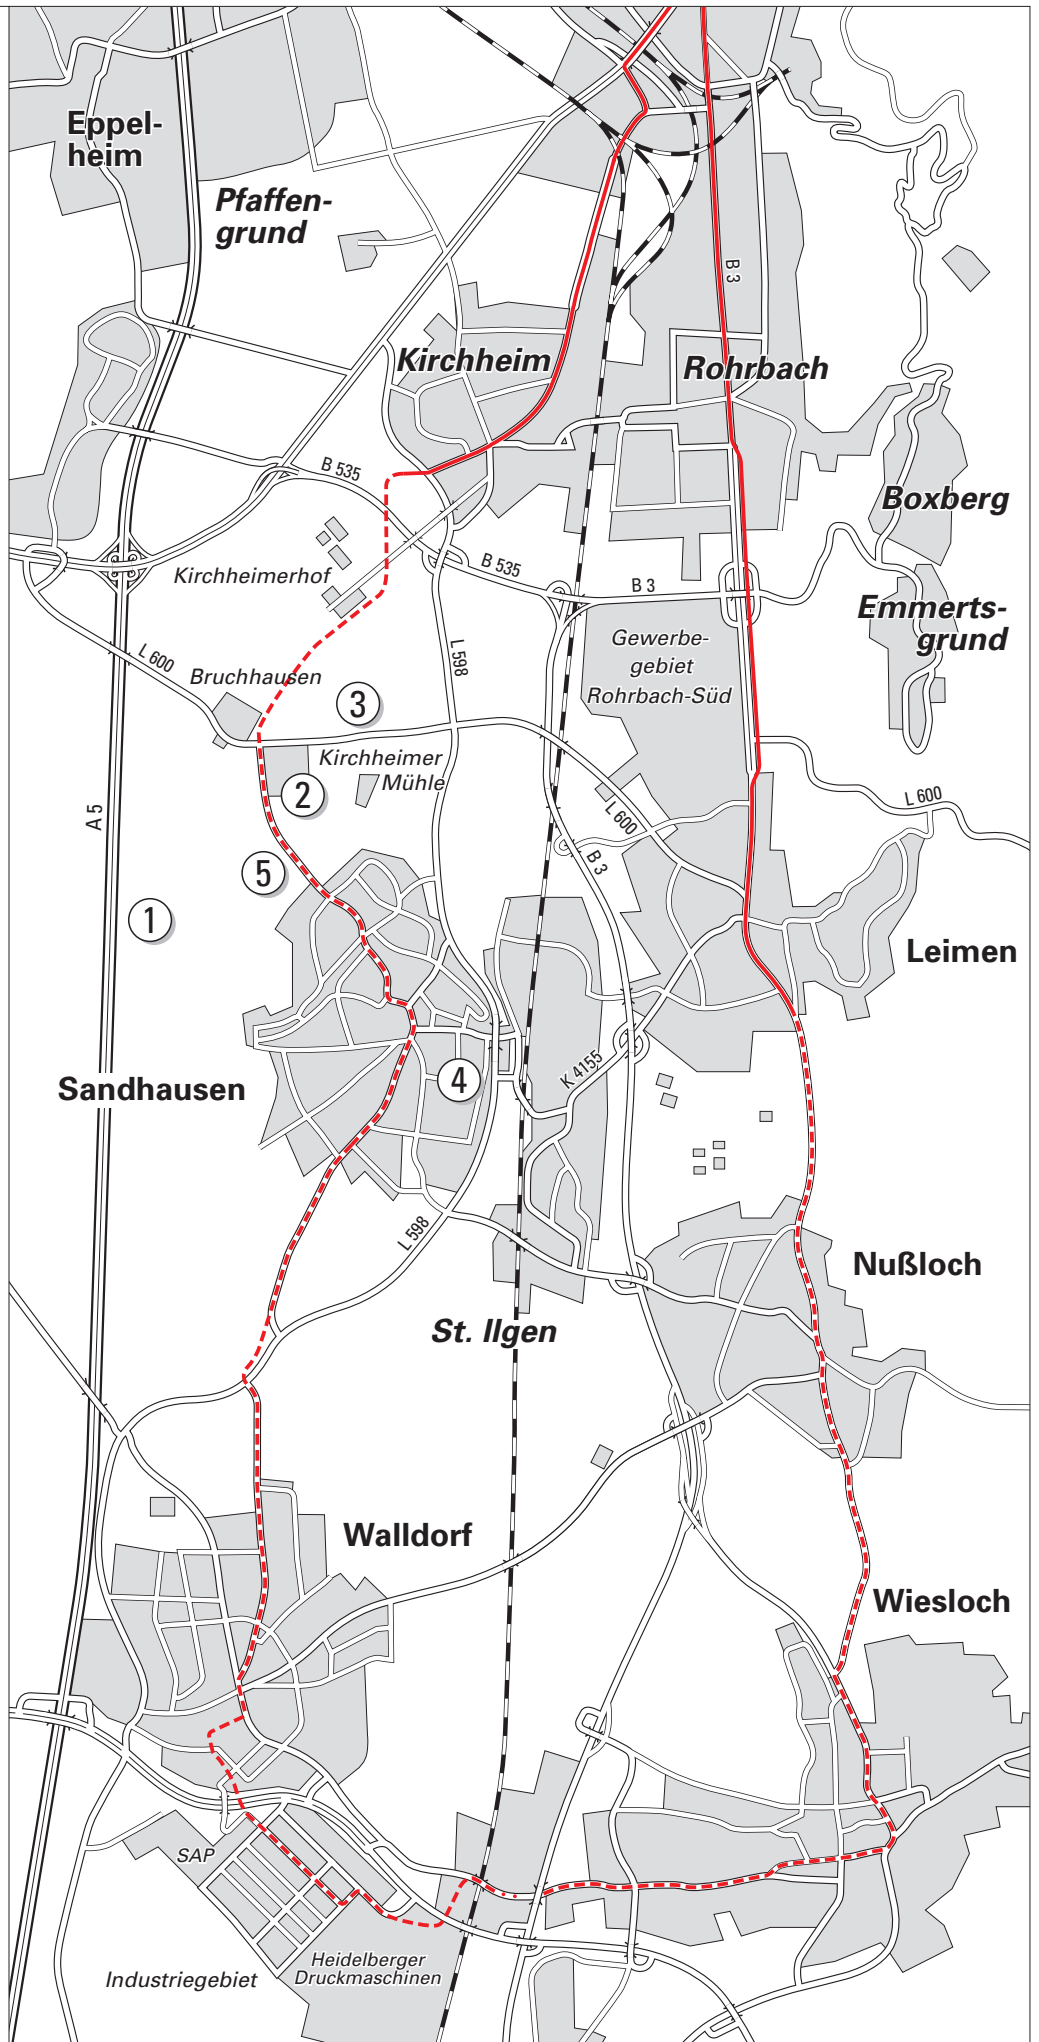 Eppel-
heim
Pfaffen-
grund
B 3
Kirchheim
Rohrbach
B 535
Boxberg
Kirchheimerhof
B 535
B 3
Emmerts-
grund
Gewerbe-
gebiet
Rohrbach-Süd
L 600
L 598
Bruchhausen
3
Kirchheimer
Mühle
2
L 600
L 600
A 5
B 3
5
1
Leimen
Sandhausen
4
K 4155
L 598
Nußloch
St. Ilgen
Walldorf
Wiesloch
SAP
Industriegebiet
Heidelberger
Druckmaschinen